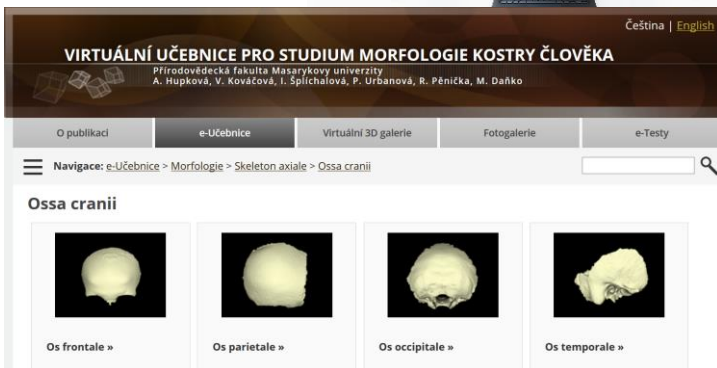 Čeština | English
VIRTUÁLNÍ UČEBNICE PRO STUDIUM MORFOLOGIE KOSTRY ČLOVĚKA
Přírodovědecká fakulta Masarykovy univerzity
A. Hupková, V. Kováčová, I. Šplíchalová, P. Urbanová, R. Pěnička, M. Daňko
O publikaci
e-Učebnice
Virtuální 3D galerie
Fotogalerie
e-Testy
Navigace: e-Učebnice > Morfologie > Skeleton axiale > Ossa cranii
Ossa cranii
Os frontale »
Os parietale »
Os occipitale »
Os temporale »